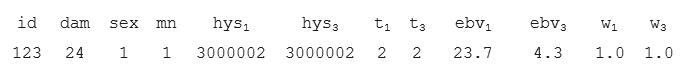 id dam sex mn hys₁ hys₃ t₁ t₃ ebv₁ ebv₃ w₁ w₃
123 24 1 1 3000002 3000002 2 2 23.7 4.3 1.0 1.0